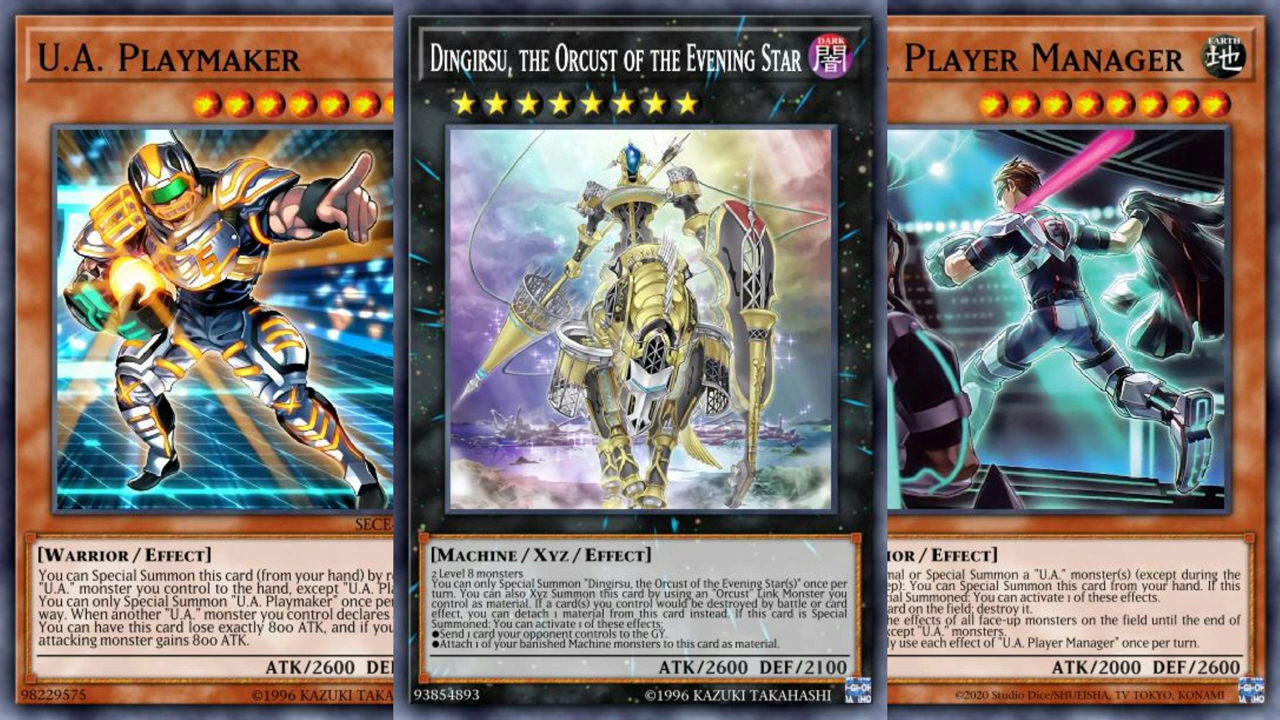 U.A. PLAYMAKER
[WARRIOR / EFFECT]
You can Special Summon this card (from your hand) by r
"U.A." monster you control to the hand, except "U.A. Pl
You can only Special Summon "U.A. Playmaker" once per
way. When another "U.A." monster you control declares
You can have this card lose exactly 800 ATK, and if you
attacking monster gains 800 ATK.
SECE
ATK/2600 DEF
98229575
©1996 KAZUKI TAKA
DINGIRSU, THE ORCUST OF THE EVENING STAR
DARK
闇
[MACHINE / XYZ / EFFECT]
2 Level 8 monsters
You can only Special Summon "Dingirsu, the Orcust of the Evening Star(s)" once per
turn. You can also Xyz Summon this card by using an "Orcust" Link Monster you
control as material. If a card(s) you control would be destroyed by battle or card
effect, you can detach 1 material from this card instead. If this card is Special
Summoned: You can activate 1 of these effects;
●Send 1 card your opponent controls to the GY.
●Attach 1 of your banished Machine monsters to this card as material.
ATK/2600 DEF/2100
93854893
©1996 KAZUKI TAKAHASHI
. PLAYER MANAGER
EARTH
地
IOR / EFFECT]
mal or Special Summon a "U.A." monster(s) (except during the
ep): You can Special Summon this card from your hand. If this
ial Summoned: You can activate 1 of these effects.
ard on the field; destroy it.
he effects of all face-up monsters on the field until the end of
xcept "U.A." monsters.
ly use each effect of "U.A. Player Manager" once per turn.
ATK/2000 DEF/2600
©2020 Studio Dice/SHUEISHA, TV TOKYO, KONAMI